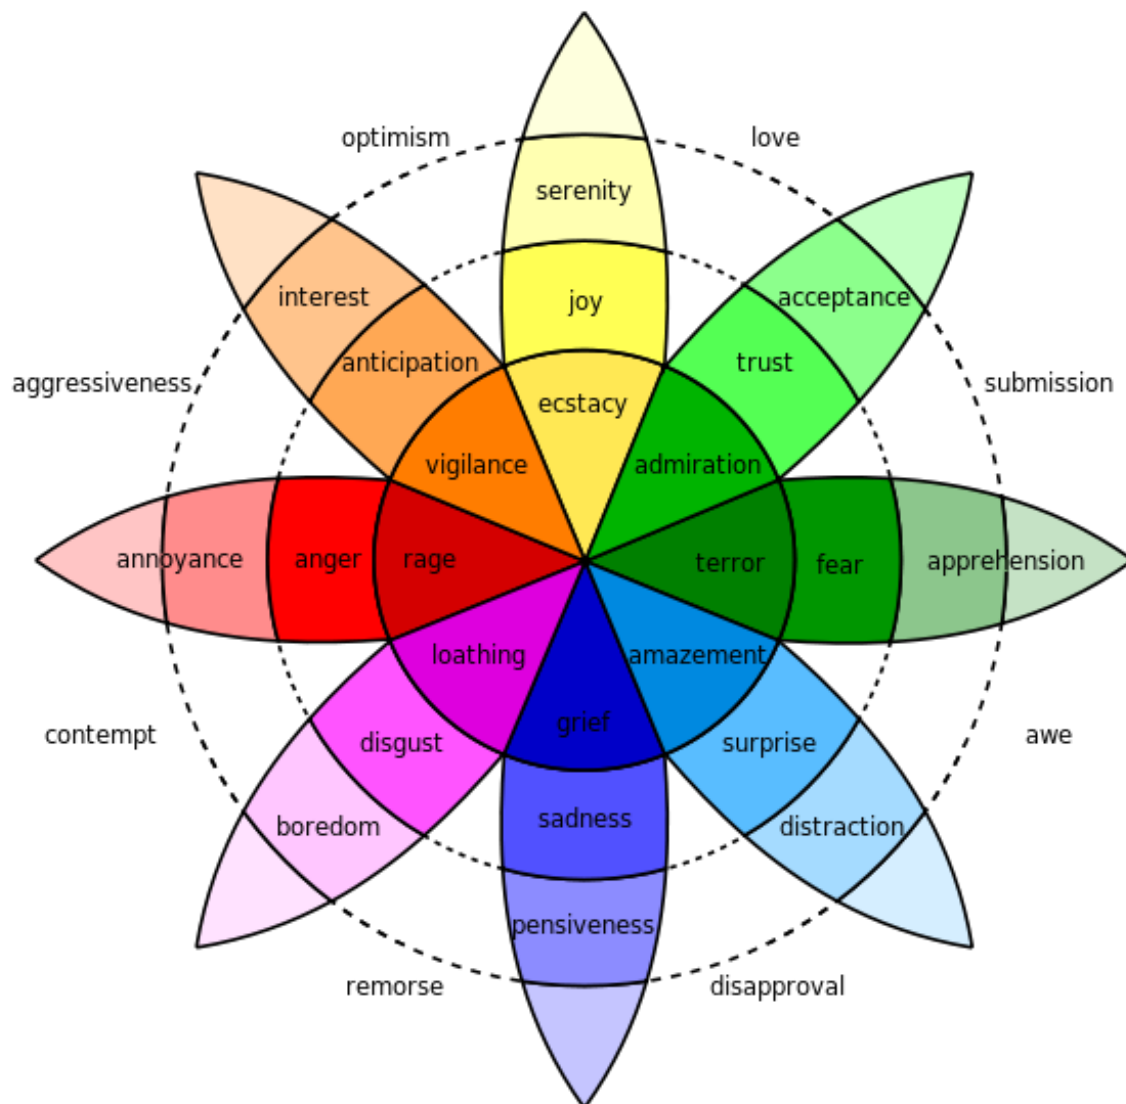 optimism
love
serenity
interest
joy
acceptance
anticipation
trust
aggressiveness
submission
ecstacy
vigilance
admiration
annoyance
anger
rage
terror
fear
apprehension
loathing
amazement
grief
contempt
disgust
surprise
awe
boredom
sadness
distraction
pensiveness
remorse
disapproval